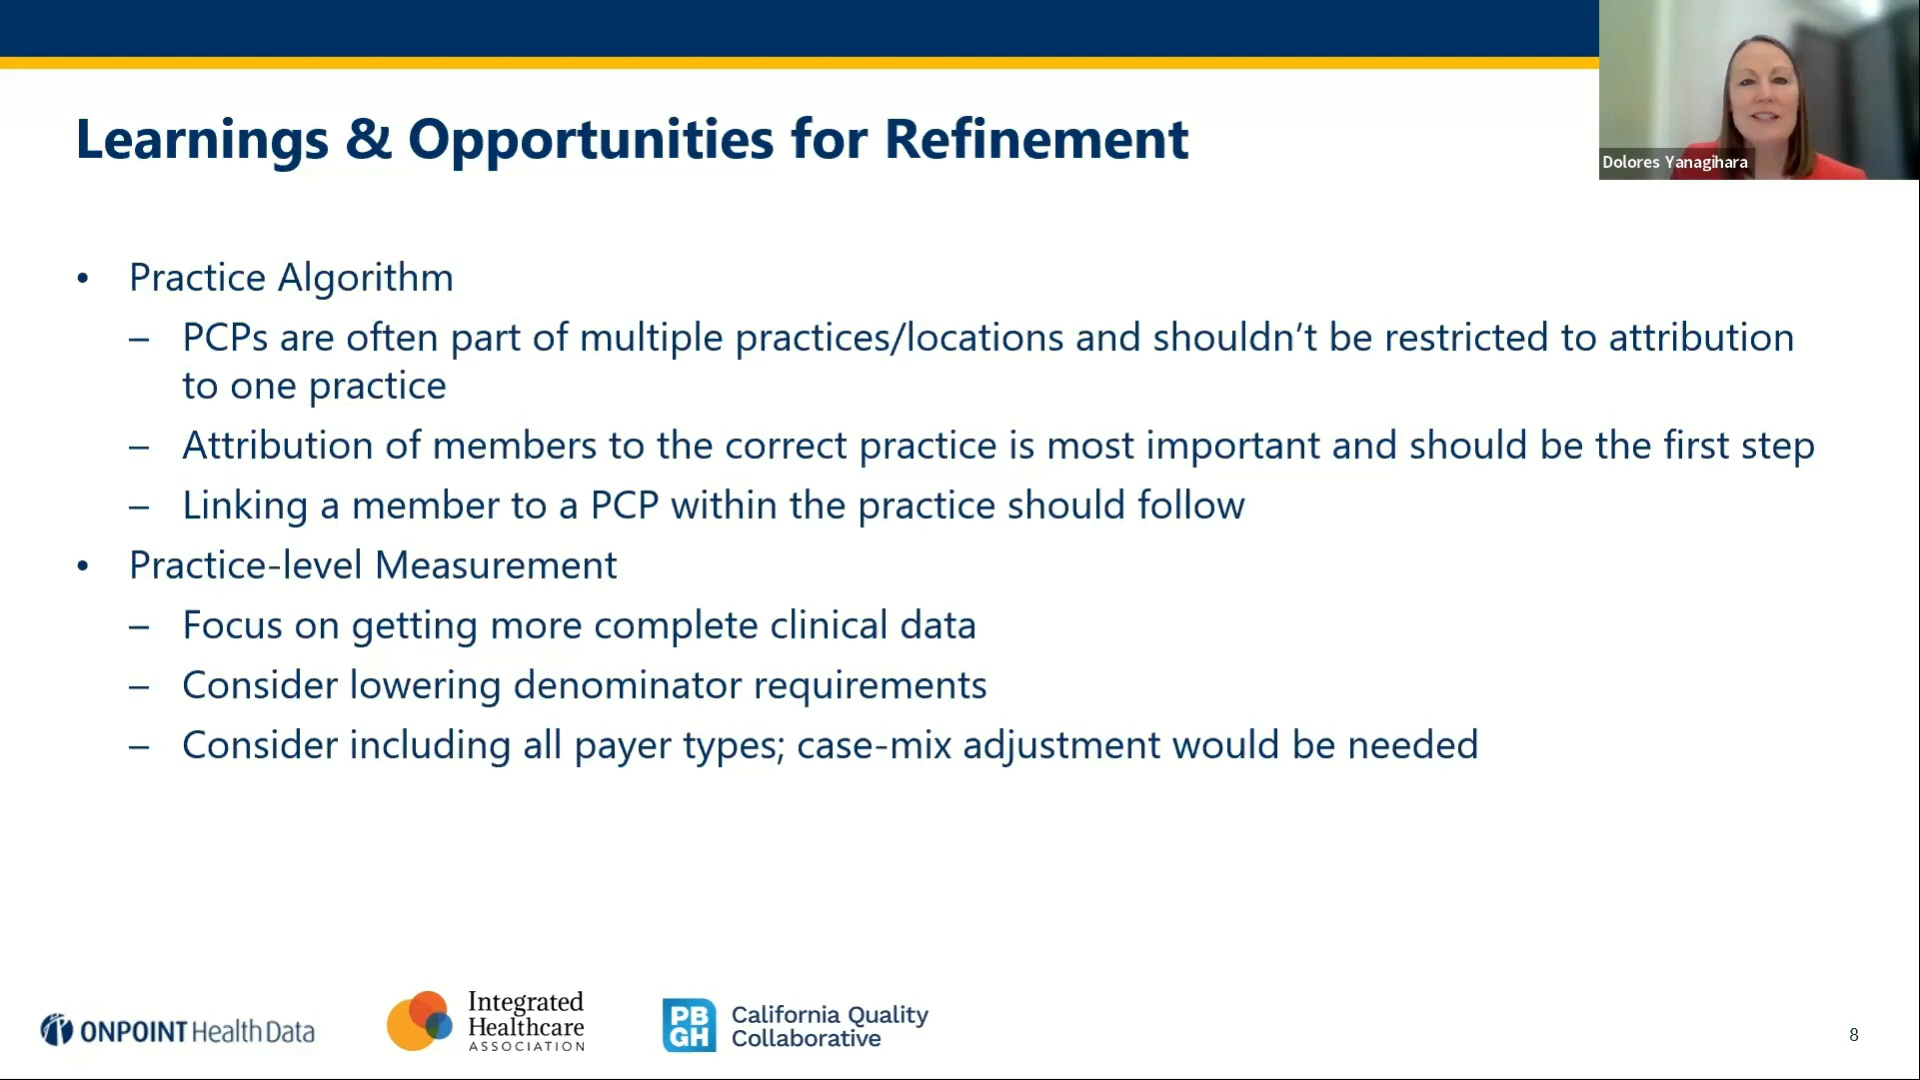 Learnings & Opportunities for Refinement
Dolores Yanagihara
• Practice Algorithm
– PCPs are often part of multiple practices/locations and shouldn’t be restricted to attribution
to one practice
– Attribution of members to the correct practice is most important and should be the first step
– Linking a member to a PCP within the practice should follow
• Practice-level Measurement
– Focus on getting more complete clinical data
– Consider lowering denominator requirements
– Consider including all payer types; case-mix adjustment would be needed
ONPOINT Health Data
Integrated
Healthcare
ASSOCIATION
PB
GH
California Quality
Collaborative
8